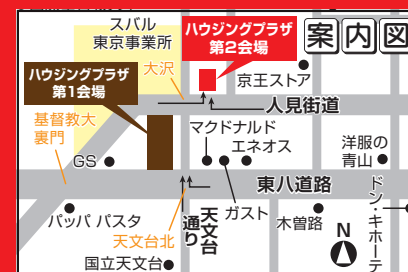 スバル
東京事業所
ハウジングプラザ
第2会場
案内図
ハウジングプラザ
第1会場
大沢
京王ストア
人見街道
基督教大
裏門
マクドナルド
エネオス
洋服の
青山
GS
東八道路
パッパ パスタ
天文台
通り
ガスト
木曽路
N
ドン・キホーテ
天文台北
国立天文台